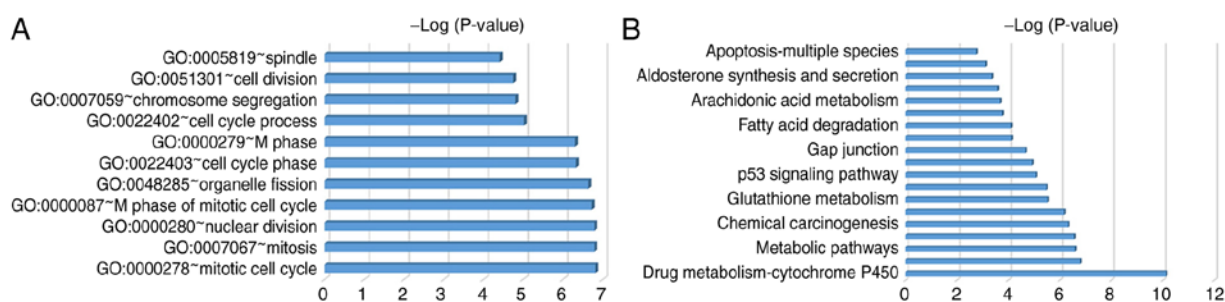 A
–Log (P-value)
GO:0005819~spindle
GO:0051301~cell division
GO:0007059~chromosome segregation
GO:0022402~cell cycle process
GO:0000279~M phase
GO:0022403~cell cycle phase
GO:0048285~organelle fission
GO:0000087~M phase of mitotic cell cycle
GO:0000280~nuclear division
GO:0007067~mitosis
GO:0000278~mitotic cell cycle
0 1 2 3 4 5 6 7
B
–Log (P-value)
Apoptosis-multiple species
Aldosterone synthesis and secretion
Arachidonic acid metabolism
Fatty acid degradation
Gap junction
p53 signaling pathway
Glutathione metabolism
Chemical carcinogenesis
Metabolic pathways
Drug metabolism-cytochrome P450
0 2 4 6 8 10 12